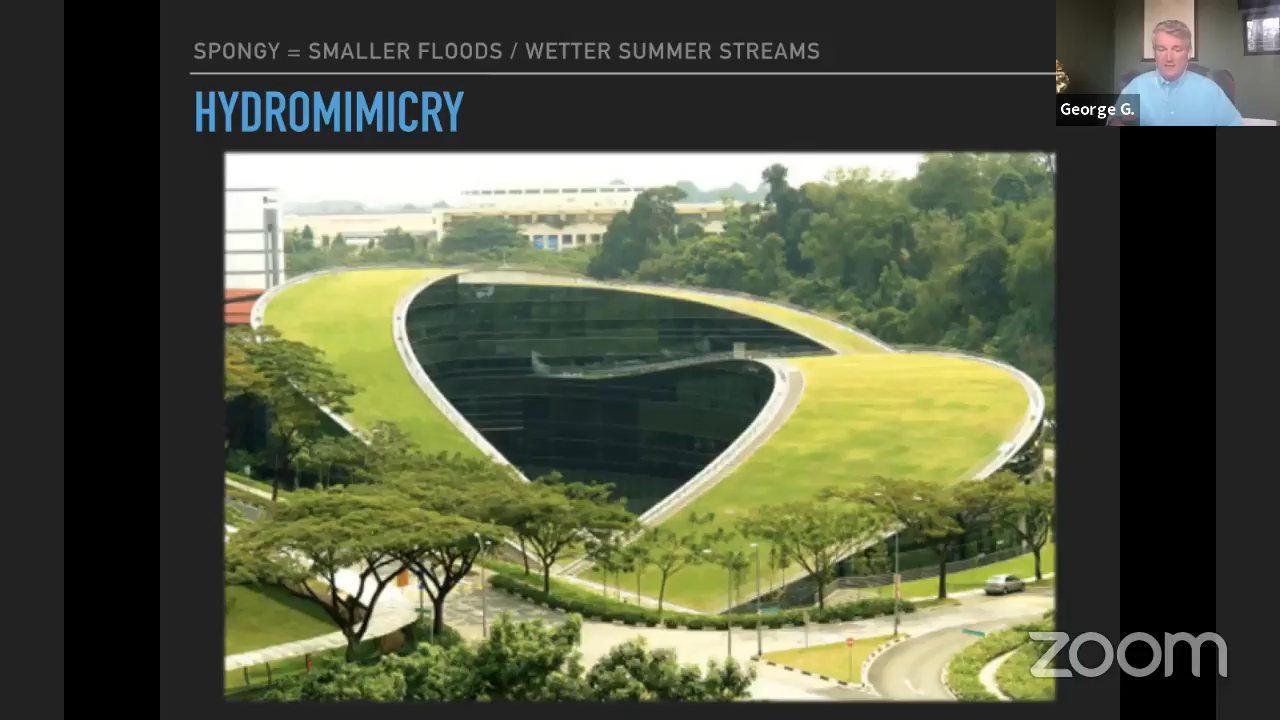 SPONGY = SMALLER FLOODS / WETTER SUMMER STREAMS
HYDROMIMICRY
George G.
zoom